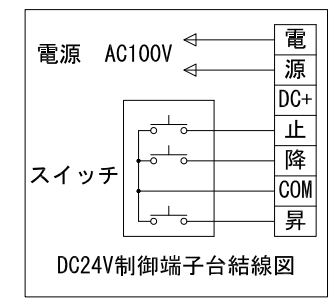 電源 AC100V
電
源
DC+
止
降
COM
昇
スイッチ
DC24V制御端子台結線図